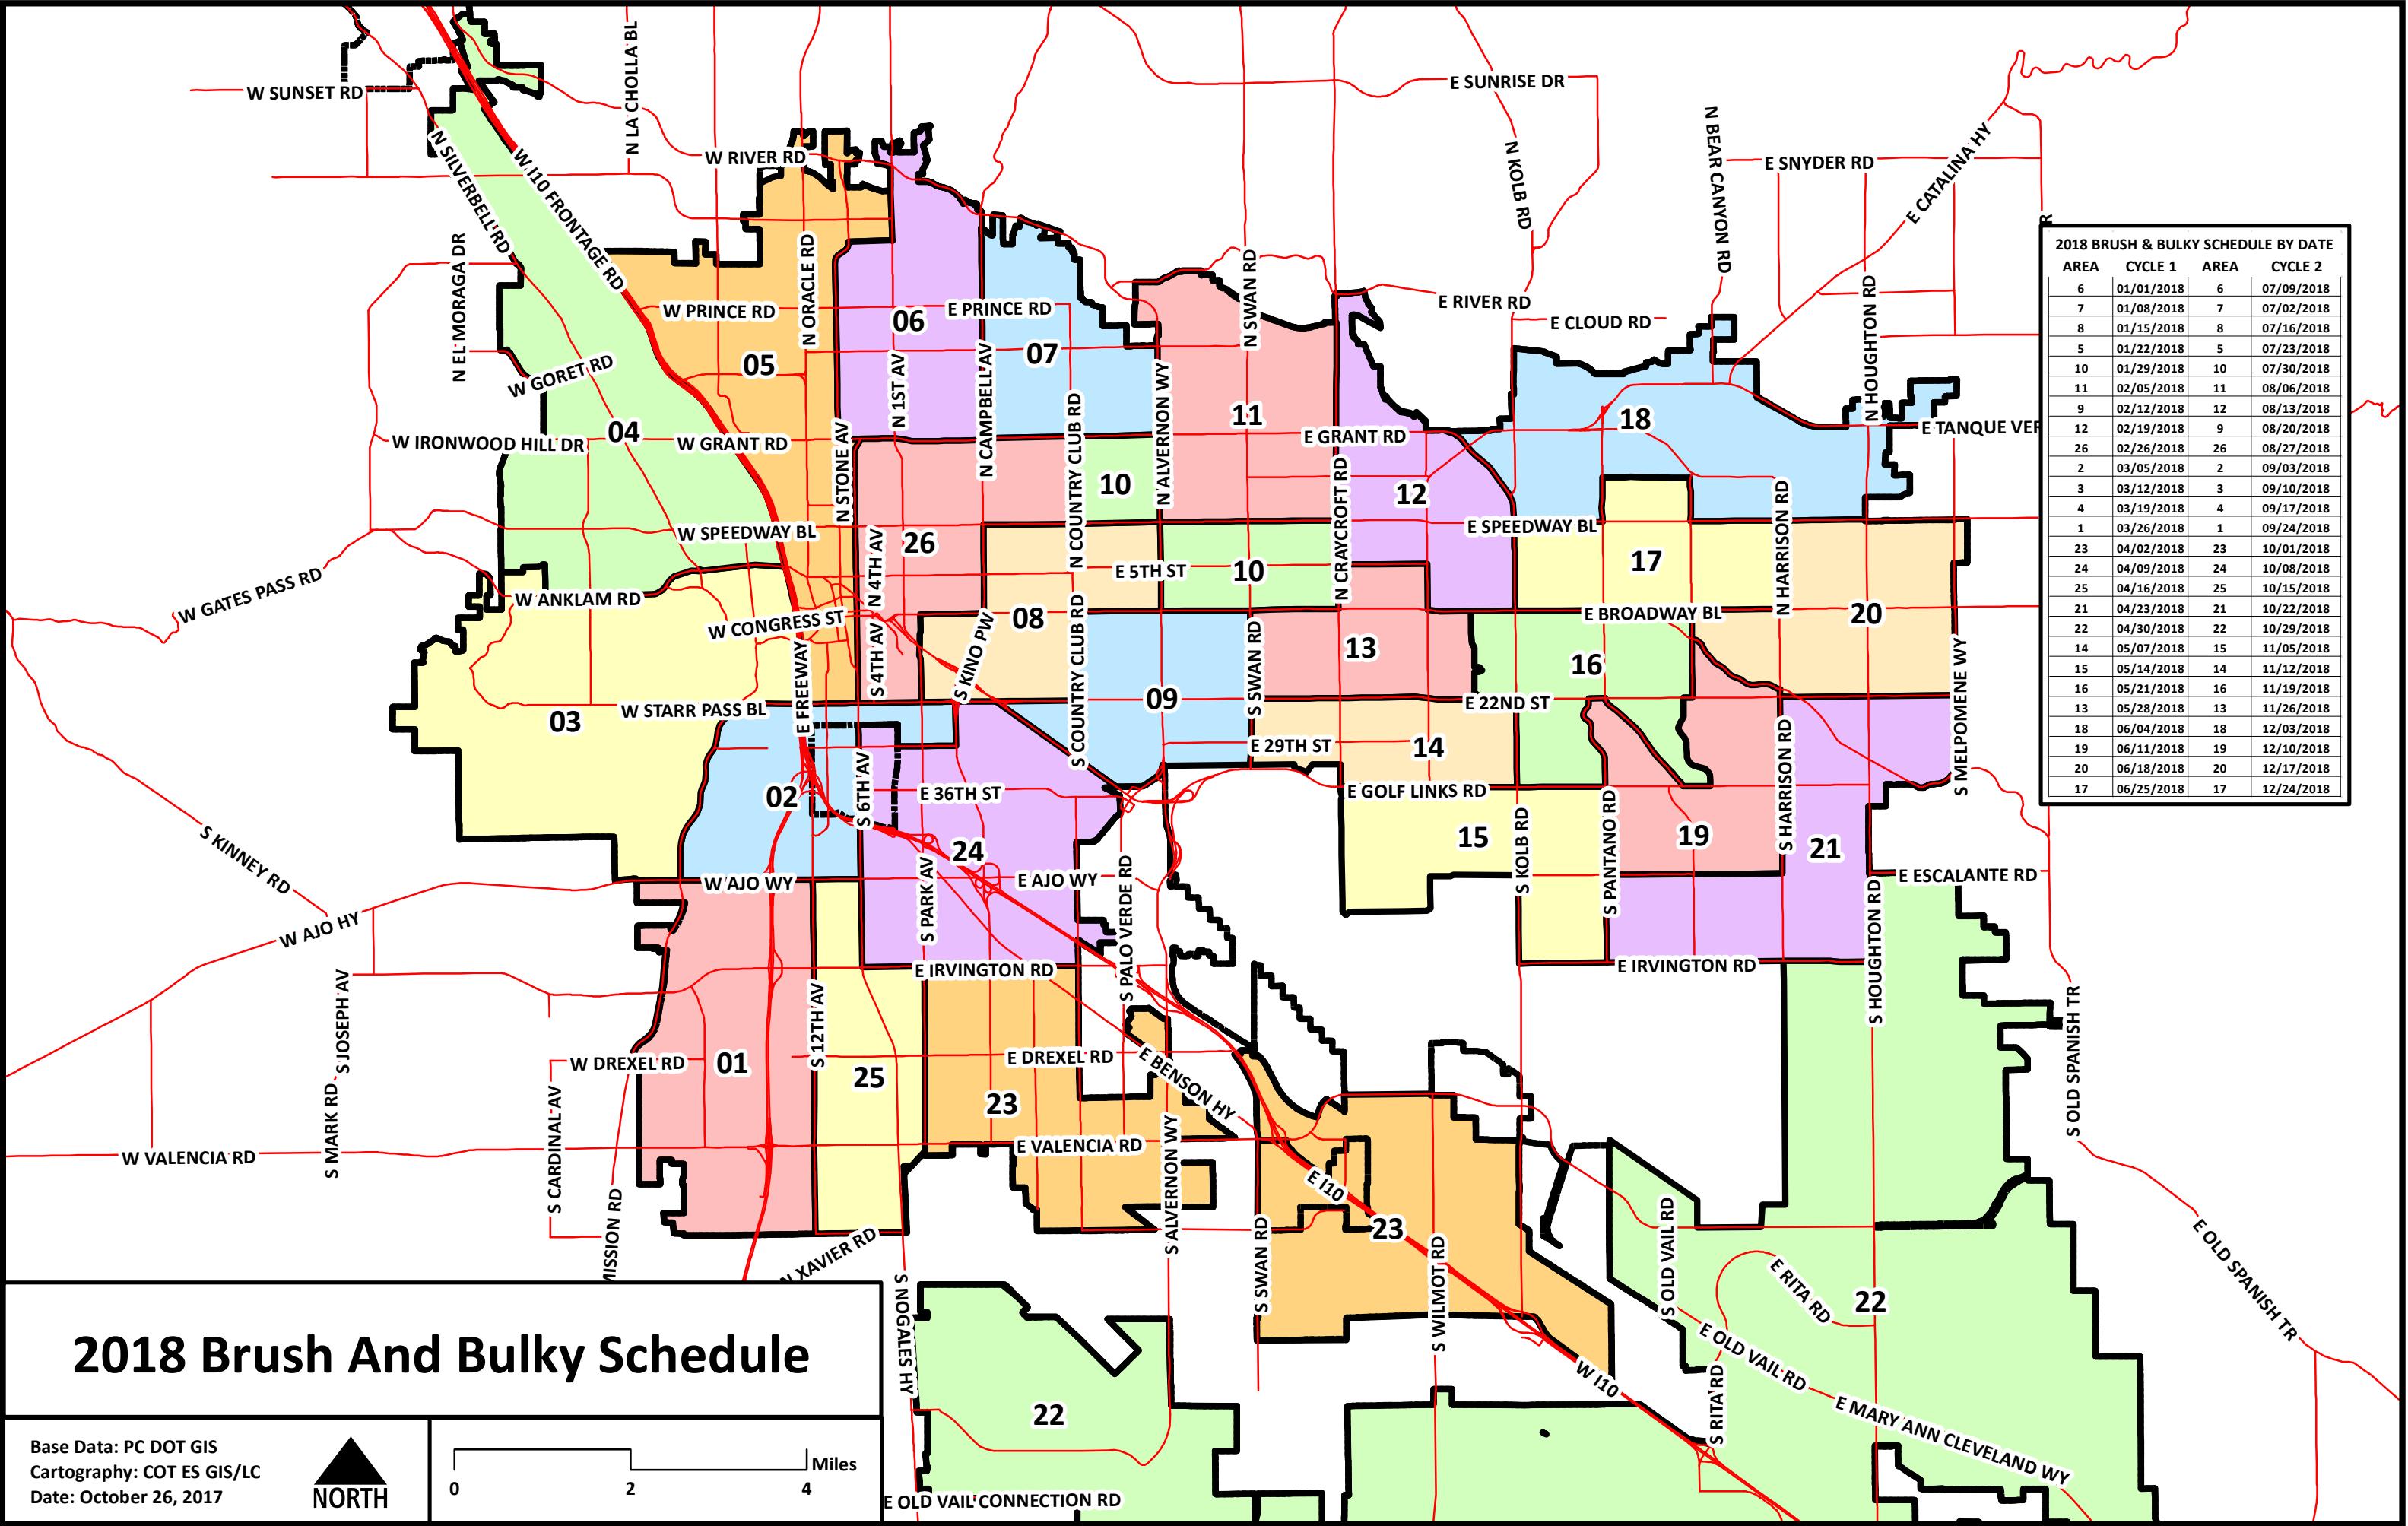 W SUNSET RD
N LA CHOLLA BL
E SUNRISE DR
W RIVER RD
N SILVERBELL RD
W I10 FRONTAGE RD
N KOLB RD
N BEAR CANYON RD
E SNYDER RD
E CATALINA HY
R
N EL MORAGA DR
N ORACLE RD
N SWAN RD
N HOUGHTON RD
2018 BRUSH & BULKY SCHEDULE BY DATE
AREA CYCLE 1 AREA CYCLE 2
6 01/01/2018 6 07/09/2018
7 01/08/2018 7 07/02/2018
8 01/15/2018 8 07/16/2018
5 01/22/2018 5 07/23/2018
10 01/29/2018 10 07/30/2018
11 02/05/2018 11 08/06/2018
9 02/12/2018 12 08/13/2018
12 02/19/2018 9 08/20/2018
26 02/26/2018 26 08/27/2018
2 03/05/2018 2 09/03/2018
3 03/12/2018 3 09/10/2018
4 03/19/2018 4 09/17/2018
1 03/26/2018 1 09/24/2018
23 04/02/2018 23 10/01/2018
24 04/09/2018 24 10/08/2018
25 04/16/2018 25 10/15/2018
21 04/23/2018 21 10/22/2018
22 04/30/2018 22 10/29/2018
14 05/07/2018 15 11/05/2018
15 05/14/2018 14 11/12/2018
16 05/21/2018 16 11/19/2018
13 05/28/2018 13 11/26/2018
18 06/04/2018 18 12/03/2018
19 06/11/2018 19 12/10/2018
20 06/18/2018 20 12/17/2018
17 06/25/2018 17 12/24/2018
W PRINCE RD
06
E PRINCE RD
E RIVER RD
E CLOUD RD
05
07
W GORET RD
N 1ST AV
N CAMPBELL AV
N COUNTRY CLUB RD
N ALVERNON WY
11
18
04
W IRONWOOD HILL DR
W GRANT RD
E GRANT RD
E TANQUE VER
N STONE AV
10
N CRAYCROFT RD
12
N HARRISON RD
W SPEEDWAY BL
26
E SPEEDWAY BL
17
N 4TH AV
E 5TH ST
10
W GATES PASS RD
W ANKLAM RD
W CONGRESS ST
08
E BROADWAY BL
20
S 4TH AV
S KINO PW
S COUNTRY CLUB RD
S SWAN RD
13
16
S MELPOMENE WY
03
W STARR PASS BL
E FREEWAY
09
E 22ND ST
E 29TH ST
14
S HARRISON RD
02
S 6TH AV
E 36TH ST
E GOLF LINKS RD
S KINNEY RD
24
15
S KOLB RD
S PANTANO RD
19
21
W AJO WY
S PARK AV
E AJO WY
S PALO VERDE RD
E ESCALANTE RD
W AJO HY
S HOUGHTON RD
E IRVINGTON RD
E IRVINGTON RD
S JOSEPH AV
S 12TH AV
S OLD SPANISH TR
W DREXEL RD
01
25
E DREXEL RD
E BENSON HY
23
S MARK RD
S CARDINAL AV
W VALENCIA RD
E VALENCIA RD
S ALVERNON WY
E I10
MISSION RD
N XAVIER RD
S SWAN RD
23
S WILMOT RD
S OLD VAIL RD
E RITA RD
22
E OLD SPANISH TR
S NOGALES HY
E OLD VAIL RD
W I10
S RITA RD
E MARY ANN CLEVELAND WY
22
E OLD VAIL CONNECTION RD
2018 Brush And Bulky Schedule
Base Data: PC DOT GIS
Cartography: COT ES GIS/LC
Date: October 26, 2017
NORTH
0 2 4 Miles